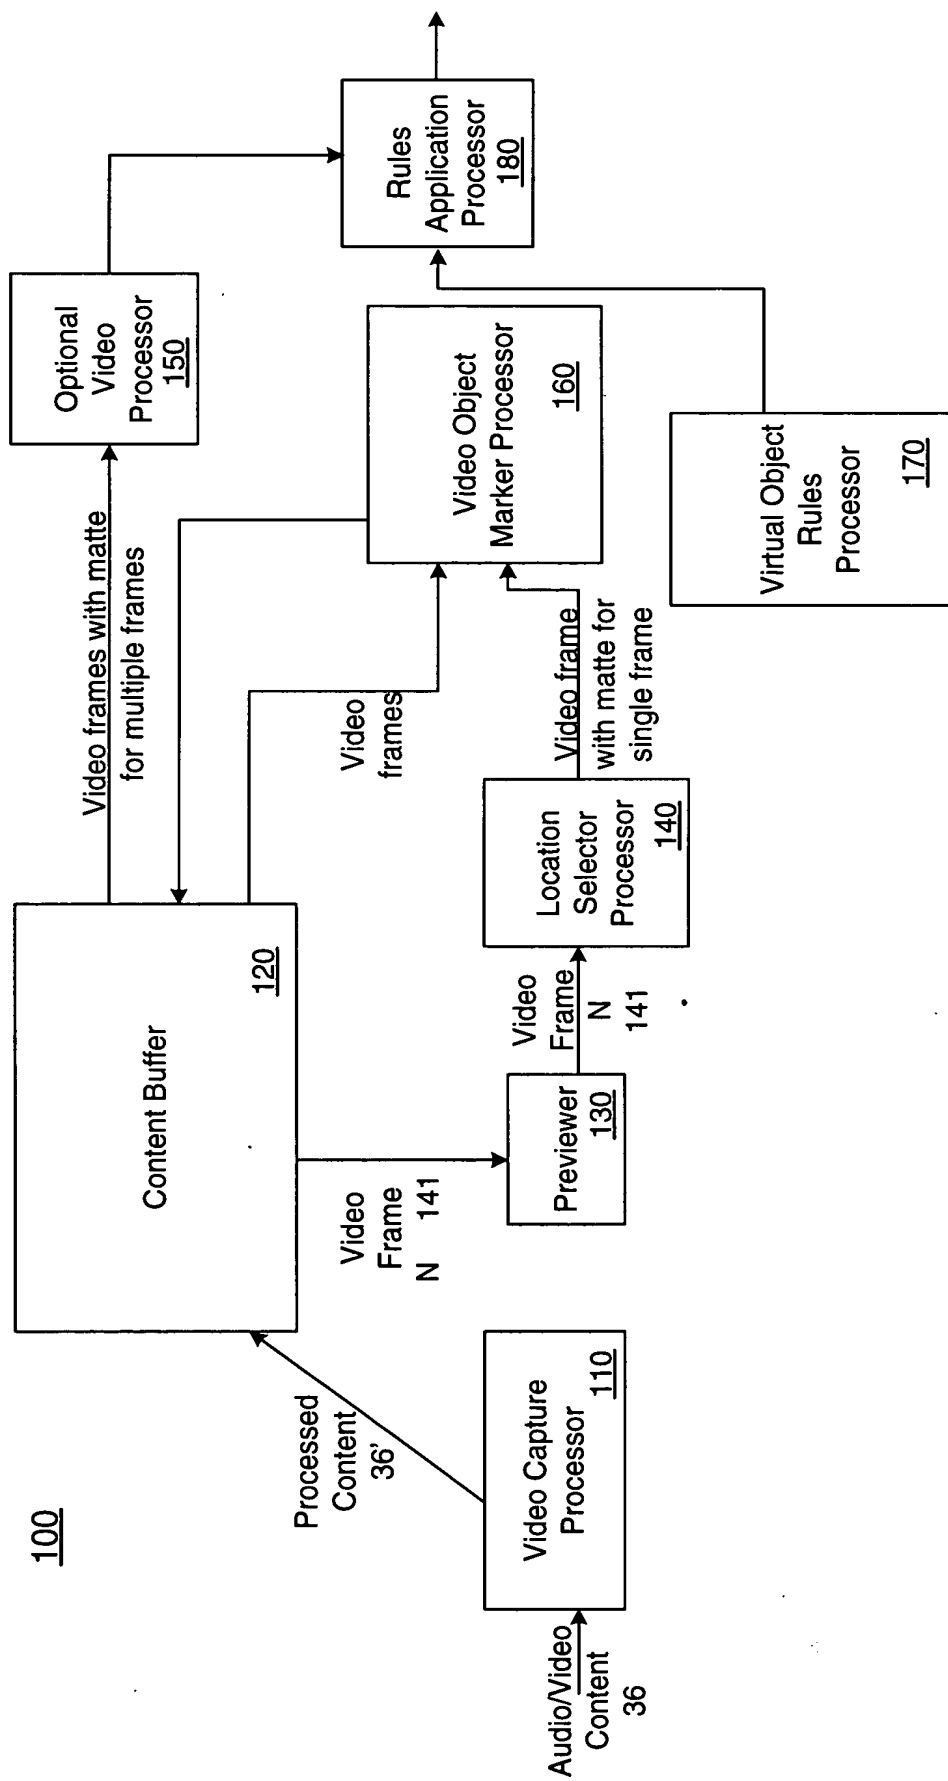 100
Audio/Video
Content
36
Video Capture
Processor
110
Processed
Content
36'
Content Buffer
120
Video
Frame
N 141
Previewer
130
Video
Frame
N
141
Location
Selector
Processor
140
Video frame
with matte for
single frame
Video
frames
Video frames with matte
for multiple frames
Optional
Video
Processor
150
Video Object
Marker Processor
160
Virtual Object
Rules
Processor
170
Rules
Application
Processor
180